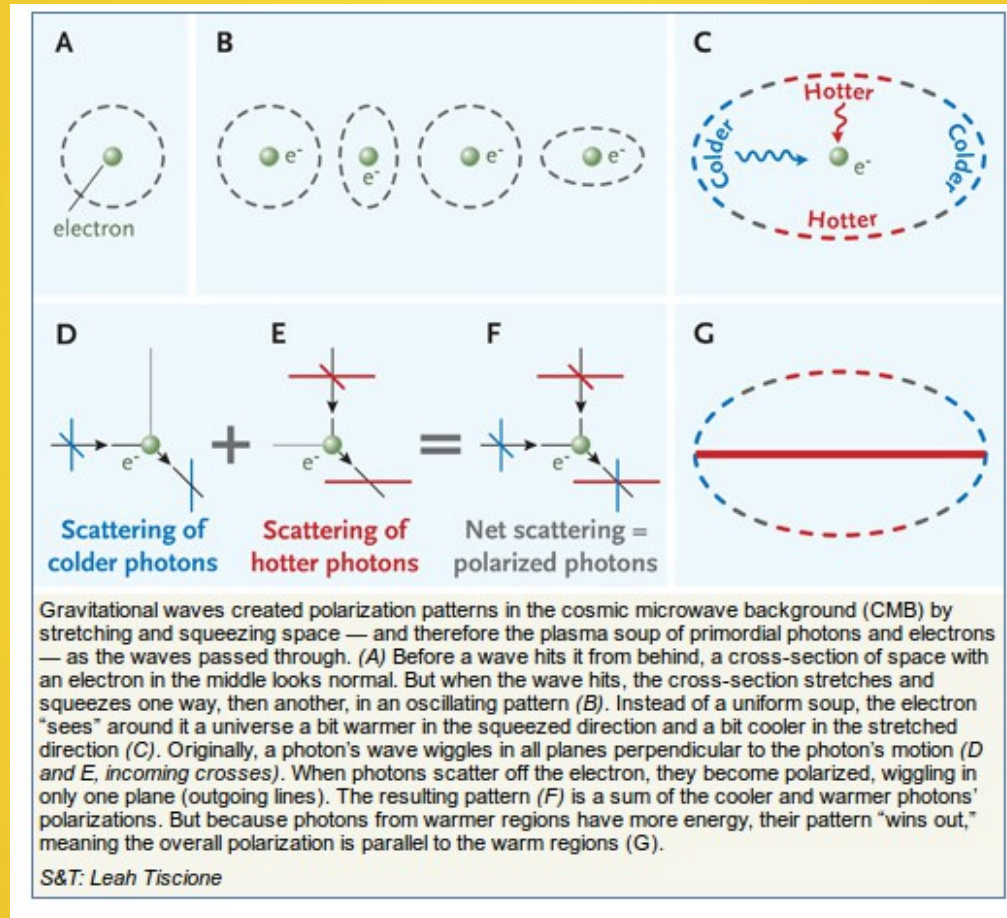 A
B
C
electron
e-
e-
e-
e-
Hotter
Colder
Colder
e-
Hotter
D
E
F
G
e-
+
e-
=
e-
Scattering of
colder photons
Scattering of
hotter photons
Net scattering =
polarized photons
Gravitational waves created polarization patterns in the cosmic microwave background (CMB) by
stretching and squeezing space — and therefore the plasma soup of primordial photons and electrons
— as the waves passed through. (A) Before a wave hits it from behind, a cross-section of space with
an electron in the middle looks normal. But when the wave hits, the cross-section stretches and
squeezes one way, then another, in an oscillating pattern (B). Instead of a uniform soup, the electron
“sees” around it a universe a bit warmer in the squeezed direction and a bit cooler in the stretched
direction (C). Originally, a photon’s wave wiggles in all planes perpendicular to the photon’s motion (D
and E, incoming crosses). When photons scatter off the electron, they become polarized, wiggling in
only one plane (outgoing lines). The resulting pattern (F) is a sum of the cooler and warmer photons’
polarizations. But because photons from warmer regions have more energy, their pattern “wins out,”
meaning the overall polarization is parallel to the warm regions (G).
S&T: Leah Tiscione